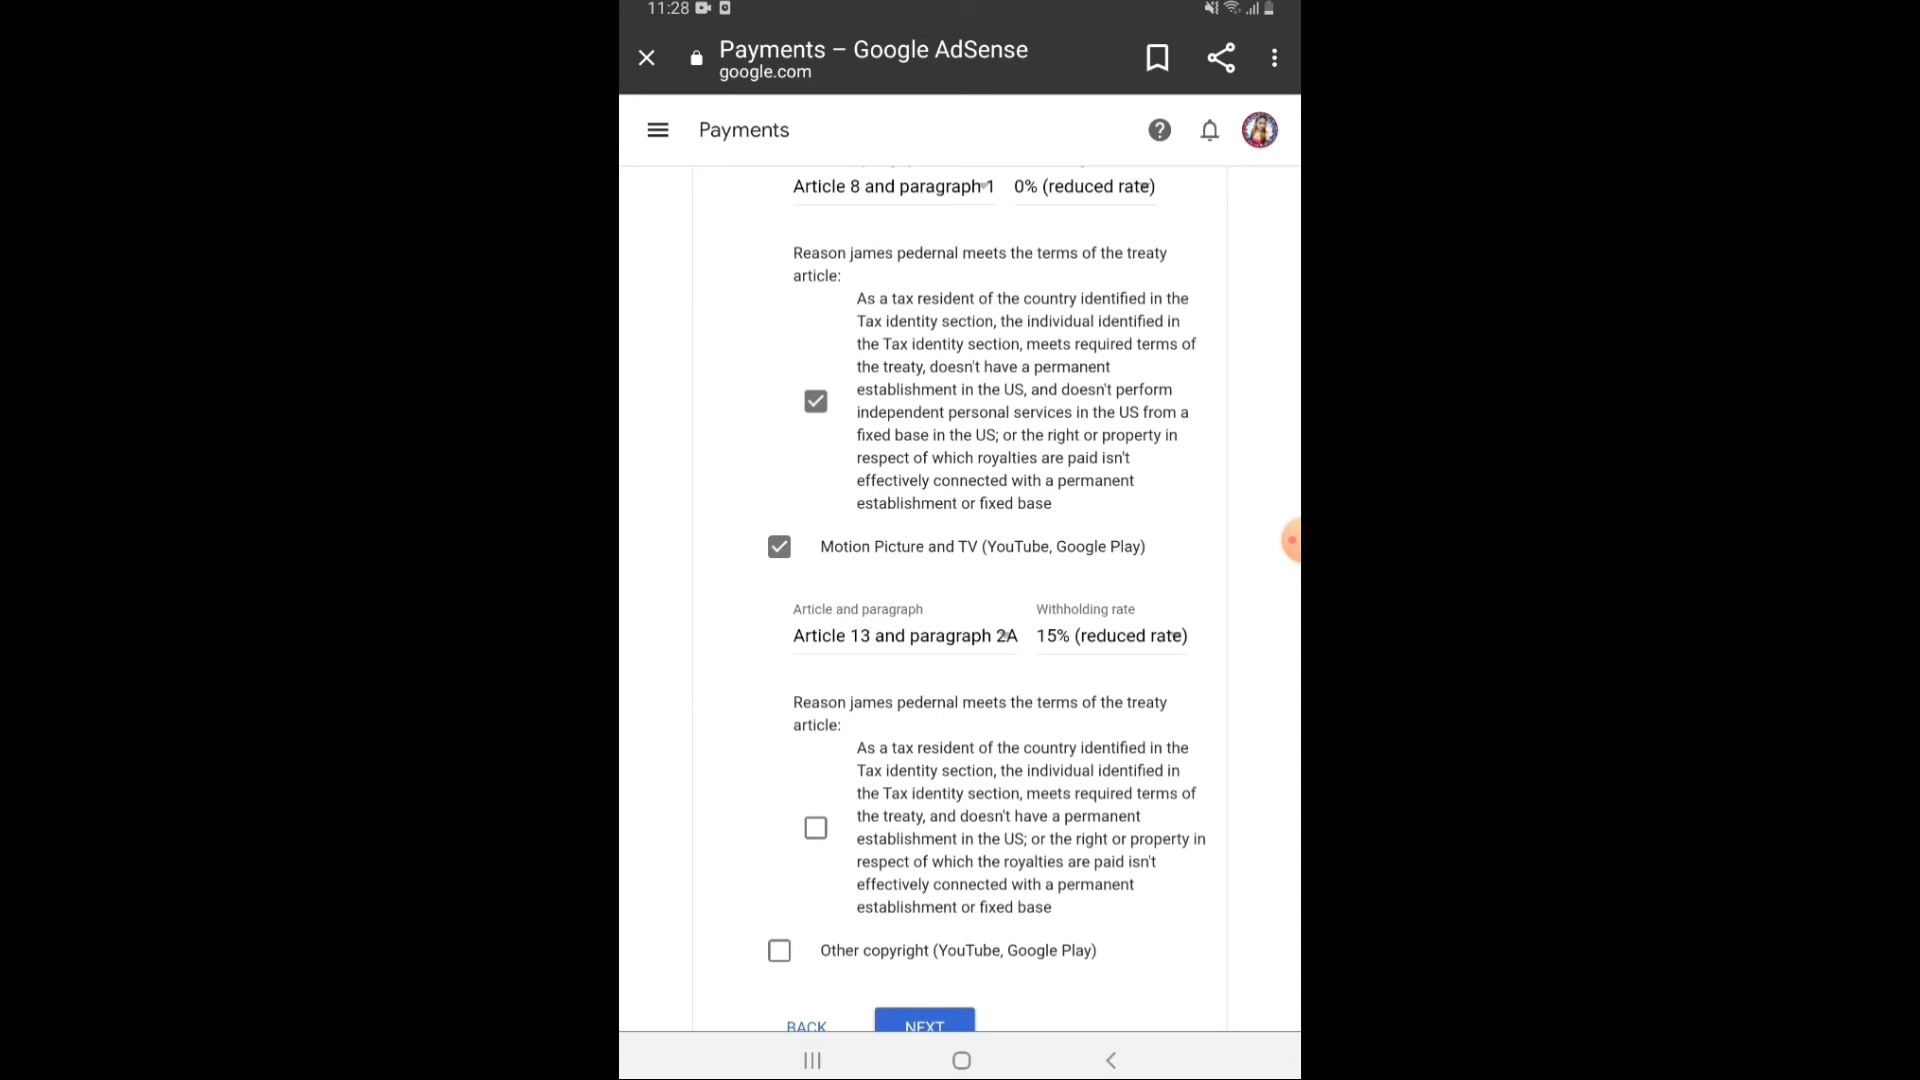 11:28
Payments – Google AdSense
google.com
Payments
Article 8 and paragraph 1 0% (reduced rate)
Reason james pedernal meets the terms of the treaty
article:
As a tax resident of the country identified in the
Tax identity section, the individual identified in
the Tax identity section, meets required terms of
the treaty, doesn't have a permanent
establishment in the US, and doesn't perform
independent personal services in the US from a
fixed base in the US; or the right or property in
respect of which royalties are paid isn't
effectively connected with a permanent
establishment or fixed base
Motion Picture and TV (YouTube, Google Play)
Article and paragraph Withholding rate
Article 13 and paragraph 2A 15% (reduced rate)
Reason james pedernal meets the terms of the treaty
article:
As a tax resident of the country identified in the
Tax identity section, the individual identified in
the Tax identity section, meets required terms of
the treaty, and doesn't have a permanent
establishment in the US; or the right or property in
respect of which the royalties are paid isn't
effectively connected with a permanent
establishment or fixed base
Other copyright (YouTube, Google Play)
BACK NEXT